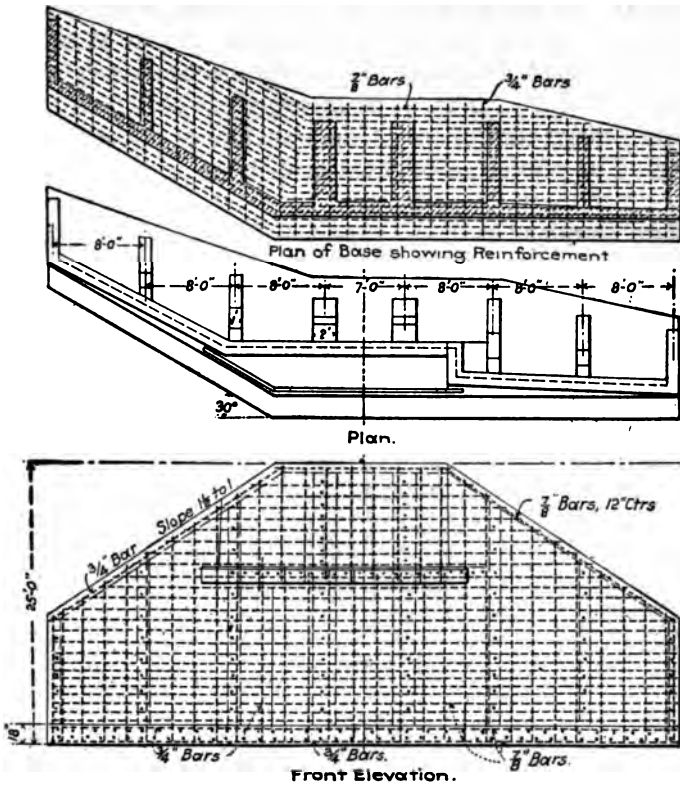 7/8" Bars
3/4" Bars
Plan of Base showing Reinforcement
8'-0"
8'-0"
8'-0"
7'-0"
8'-0"
8'-0"
8'-0"
1'
2'
30°
Plan.
Slope 1½ to 1
3/4" Bar
7/8" Bars, 12" Ctrs
25'-0"
18"
3/4" Bars
3/4" Bars.
7/8" Bars.
Front Elevation.